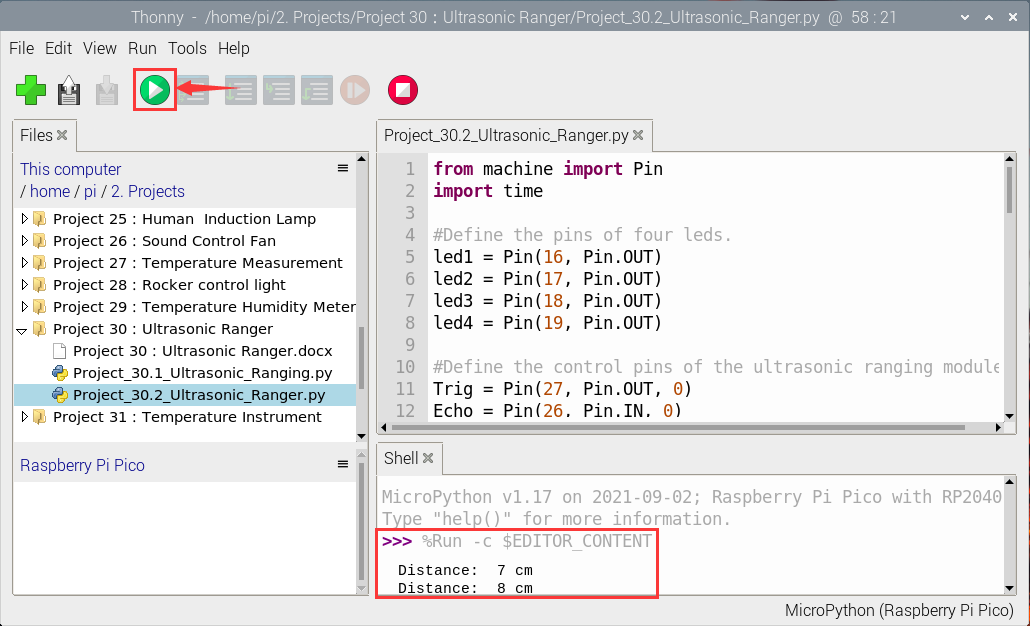 Thonny - /home/pi/2. Projects/Project 30 : Ultrasonic Ranger/Project_30.2_Ultrasonic_Ranger.py @ 58 : 21
File Edit View Run Tools Help
Files
This computer
/ home / pi / 2. Projects
Project 25 : Human  Induction Lamp
Project 26 : Sound Control Fan
Project 27 : Temperature Measurement
Project 28 : Rocker control light
Project 29 : Temperature Humidity Meter
Project 30 : Ultrasonic Ranger
Project 30 : Ultrasonic Ranger.docx
Project_30.1_Ultrasonic_Ranging.py
Project_30.2_Ultrasonic_Ranger.py
Project 31 : Temperature Instrument
Raspberry Pi Pico
Project_30.2_Ultrasonic_Ranger.py
1 from machine import Pin
2 import time
3
4 #Define the pins of four leds.
5 led1 = Pin(16, Pin.OUT)
6 led2 = Pin(17, Pin.OUT)
7 led3 = Pin(18, Pin.OUT)
8 led4 = Pin(19, Pin.OUT)
9
10 #Define the control pins of the ultrasonic ranging module
11 Trig = Pin(27, Pin.OUT, 0)
12 Echo = Pin(26, Pin.IN, 0)
Shell
MicroPython v1.17 on 2021-09-02; Raspberry Pi Pico with RP2040
Type "help()" for more information.
>>> %Run -c $EDITOR_CONTENT
Distance:  7 cm
Distance:  8 cm
MicroPython (Raspberry Pi Pico)